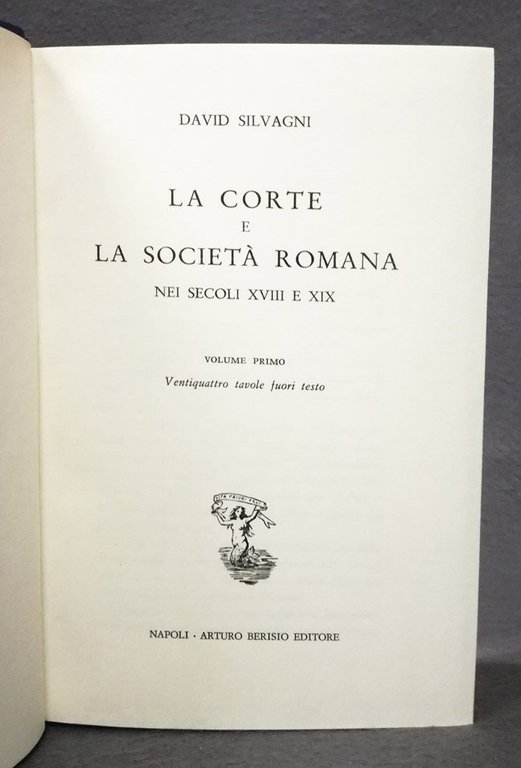 DAVID SILVAGNI
LA CORTE
E
LA SOCIETÀ ROMANA
NEI SECOLI XVIII E XIX
VOLUME PRIMO
Ventiquattro tavole fuori testo
NAPOLI · ARTURO BERISIO EDITORE